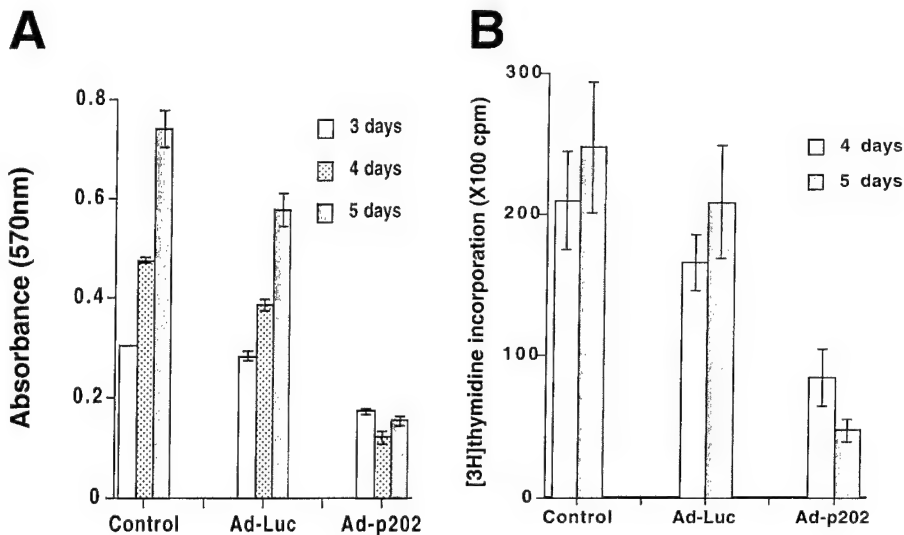 A
Absorbance (570nm)
0.8
0.6
0.4
0.2
0
3 days
4 days
5 days
Control
Ad-Luc
Ad-p202
B
[3H]thymidine incorporation (X100 cpm)
300
200
100
0
4 days
5 days
Control
Ad-Luc
Ad-p202